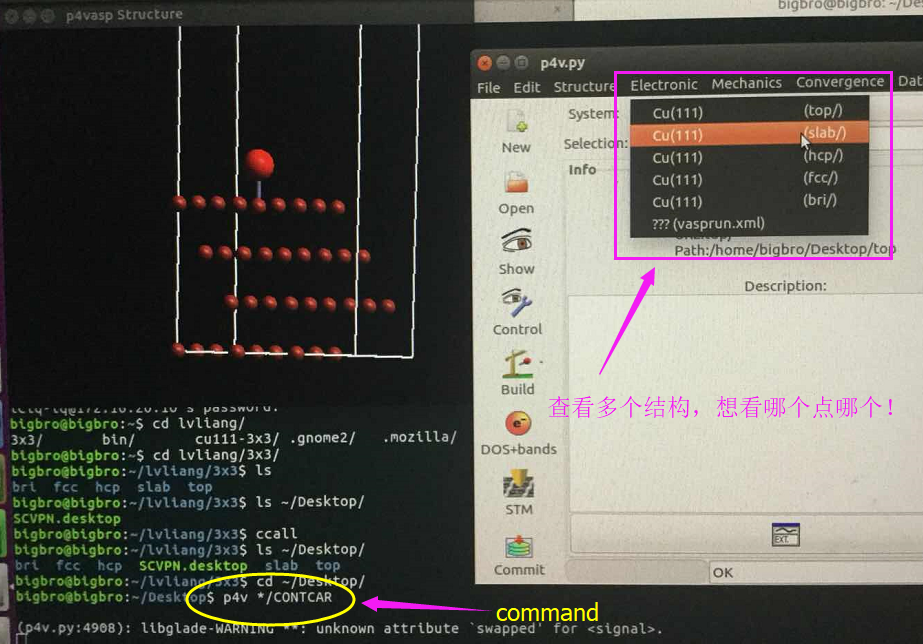 p4vasp Structure
bigbro@bigbro: ~/Des
p4v.py
File Edit Structure Electronic Mechanics Convergence Dat
System:
Cu(111) (top/)
Cu(111) (slab/)
Selection:
Cu(111) (hcp/)
Info
Cu(111) (fcc/)
Cu(111) (bri/)
??? (vasprun.xml)
Path:/home/bigbro/Desktop/top
Description:
New
Open
Show
Control
Build
DOS+bands
STM
Commit
EXT.
OK
查看多个结构，想看哪个点哪个！
s password:
bigbro@bigbro:~$ cd lvliang/
3x3/ bin/ cu111-3x3/ .gnome2/ .mozilla/
bigbro@bigbro:~$ cd lvliang/3x3/
bigbro@bigbro:~/lvliang/3x3$ ls
bri fcc hcp slab top
bigbro@bigbro:~/lvliang/3x3$ ls ~/Desktop/
SCVPN.desktop
bigbro@bigbro:~/lvliang/3x3$ ccall
bigbro@bigbro:~/lvliang/3x3$ ls ~/Desktop/
bri fcc hcp SCVPN.desktop slab top
bigbro@bigbro:~/lvliang/3x3$ cd ~/Desktop/
bigbro@bigbro:~/Desktop$ p4v */CONTCAR
command
(p4v.py:4908): libglade-WARNING **: unknown attribute `swapped' for <signal>.